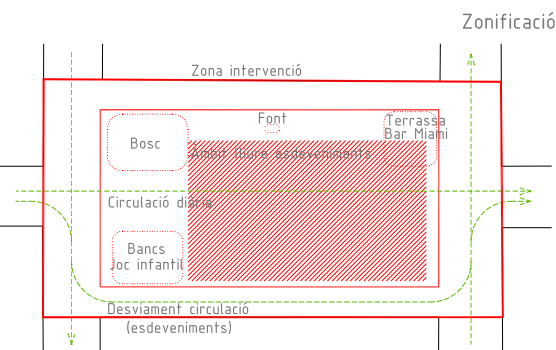 Zonificació
Zona intervenció
Font
Terrassa
Bar Miami
Bosc
Àmbit lliure esdeveniments
Circulació diària
Bancs
Joc infantil
Desviament circulació
(esdeveniments)